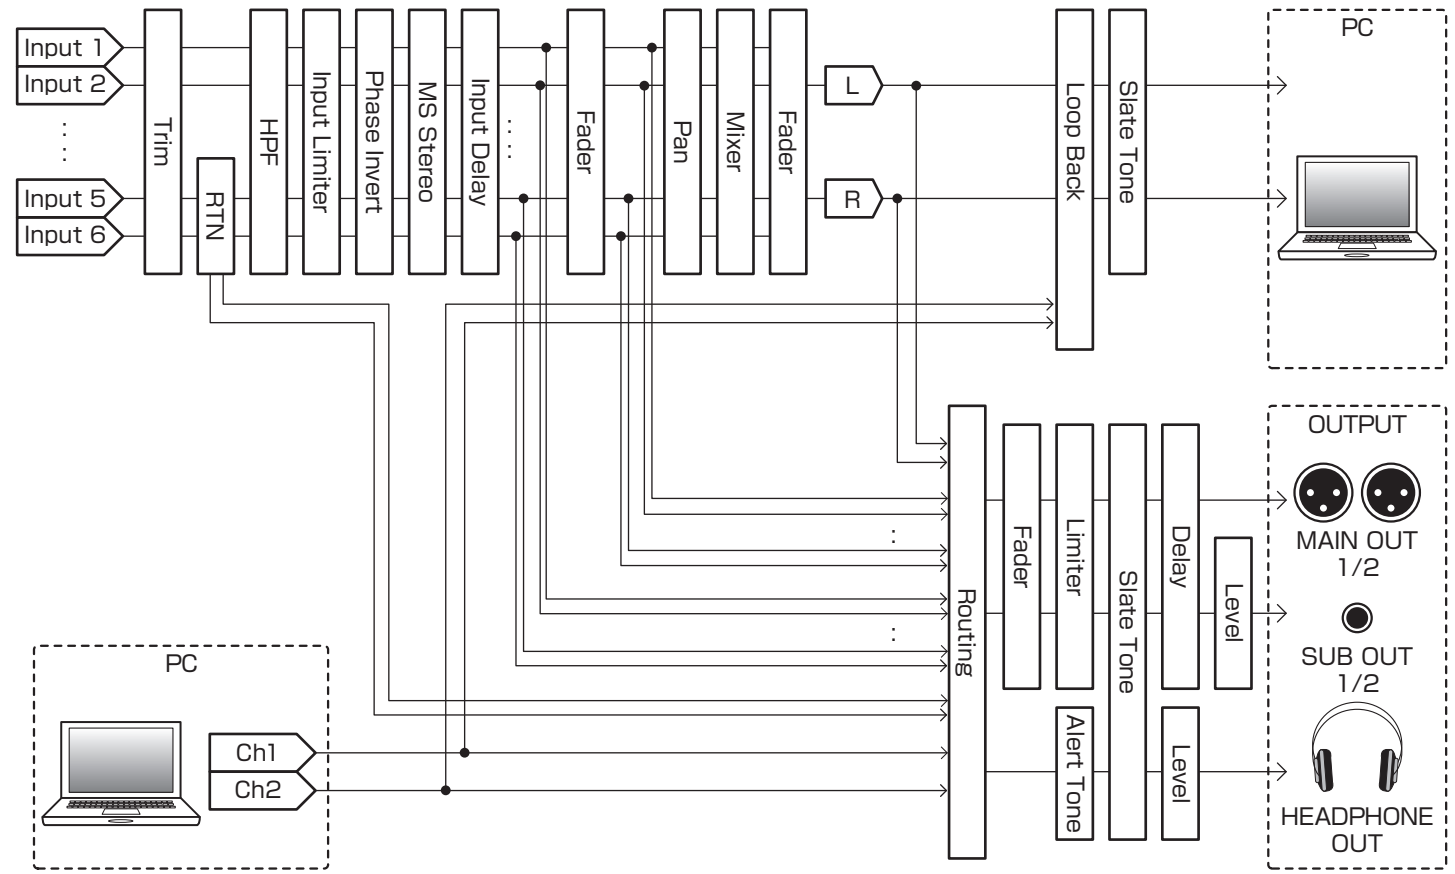 Input 1
Input 2
Input 5
Input 6
Trim
RTN
HPF
Input Limiter
Phase Invert
MS Stereo
Input Delay
Fader
Pan
Mixer
Fader
L
R
Loop Back
Slate Tone
PC
Routing
Fader
Limiter
Alert Tone
Slate Tone
Delay
Level
Level
OUTPUT
MAIN OUT
1/2
SUB OUT
1/2
HEADPHONE
OUT
PC
Ch1
Ch2